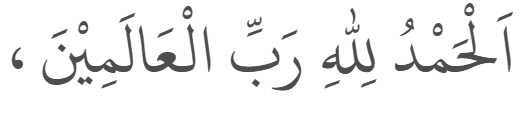 اَلْحَمْدُ لِلّٰهِ رَبِّ الْعَالَمِيْنَ ،